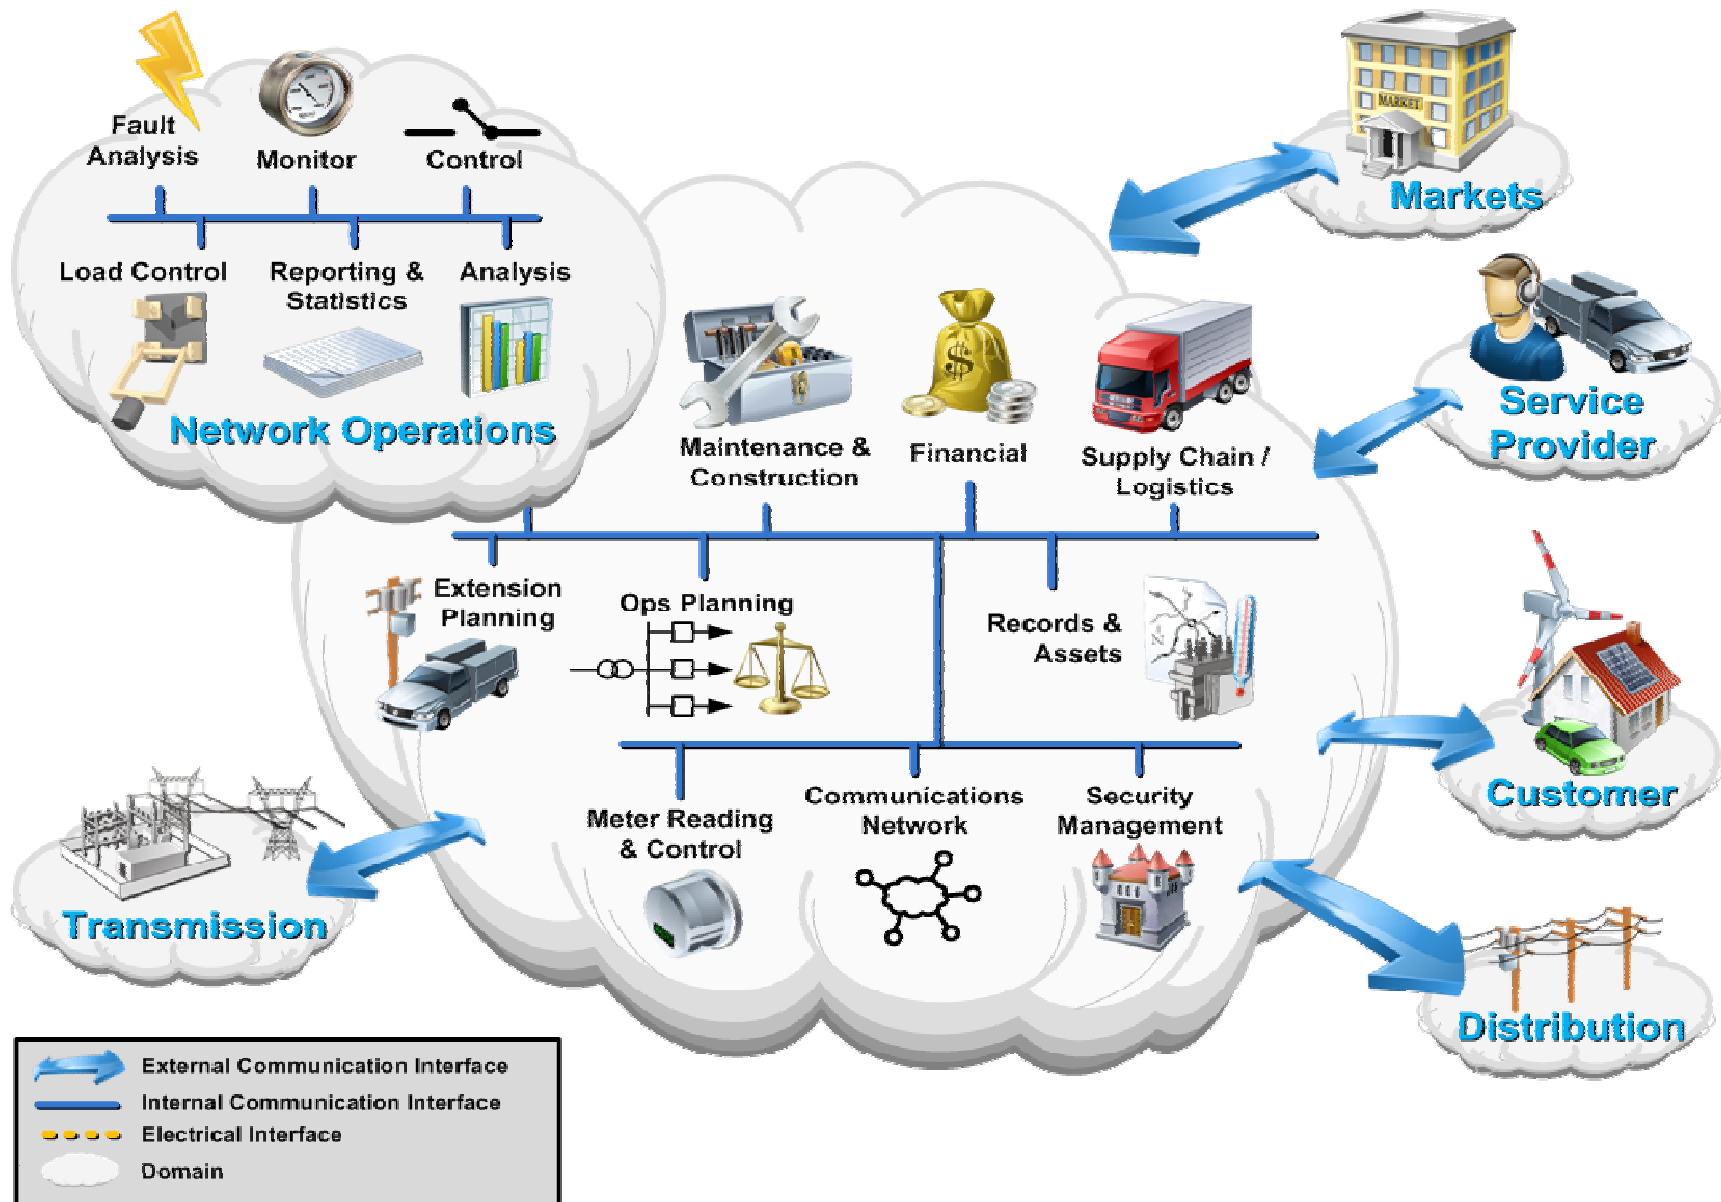 Fault
Analysis
Monitor
Control
Load Control
Reporting &
Statistics
Analysis
Network Operations
MARKET
Markets
Service
Provider
Maintenance &
Construction
Financial
$
Supply Chain /
Logistics
Extension
Planning
Ops Planning
Records &
Assets
N
Meter Reading
& Control
Communications
Network
Security
Management
Customer
Transmission
Distribution
External Communication Interface
Internal Communication Interface
Electrical Interface
Domain